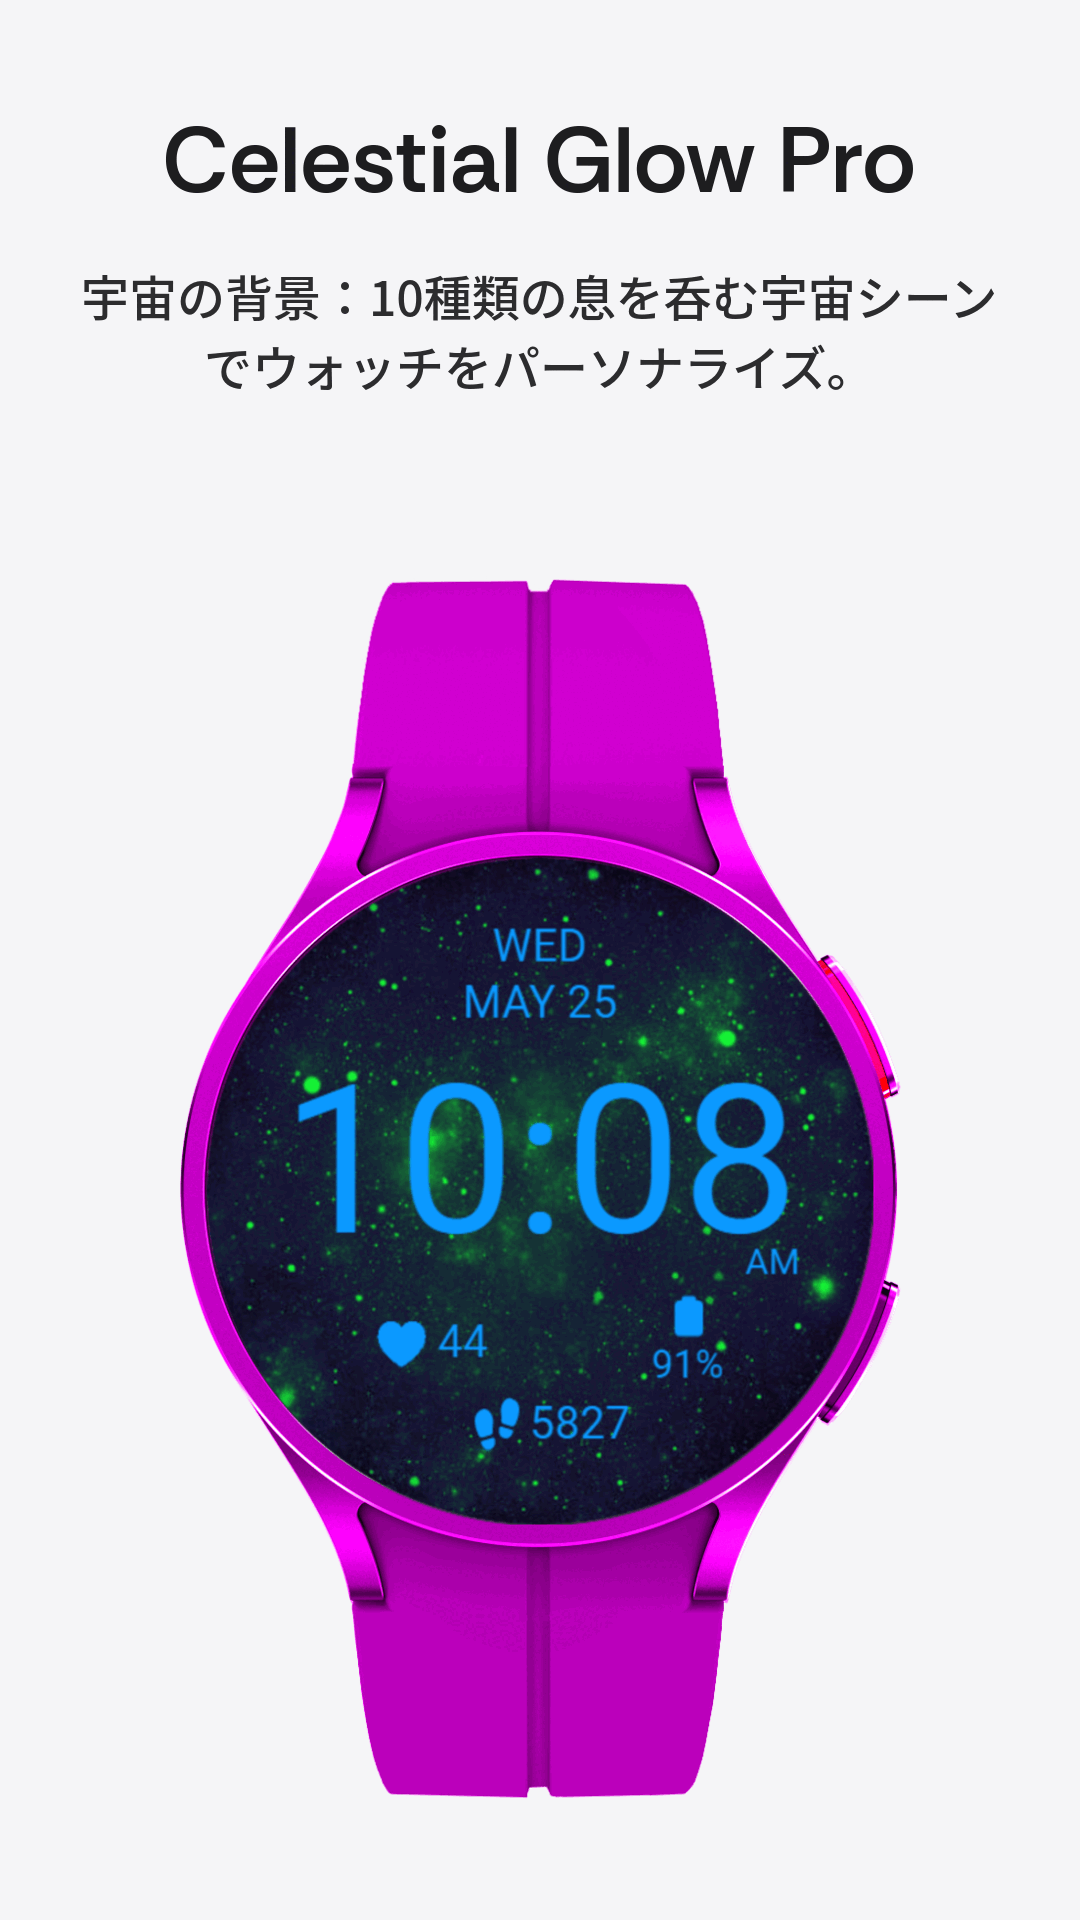 Celestial Glow Pro
宇宙の背景：10種類の息を呑む宇宙シーン
でウォッチをパーソナライズ。
WED
MAY 25
10:08
AM
44
91%
5827